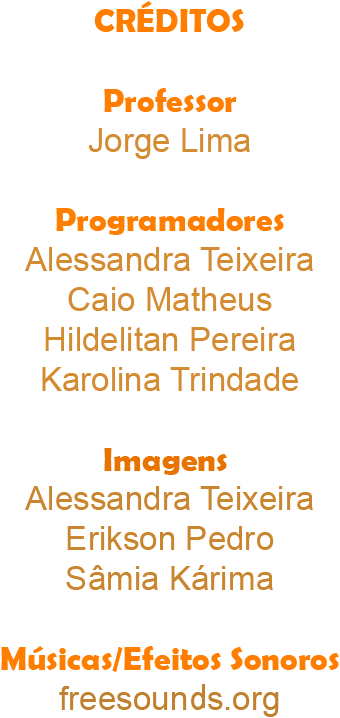 CRÉDITOS
Professor
Jorge Lima
Programadores
Alessandra Teixeira
Caio Matheus
Hildelitan Pereira
Karolina Trindade
Imagens
Alessandra Teixeira
Erikson Pedro
Sâmia Kárima
Músicas/Efeitos Sonoros
freesounds.org